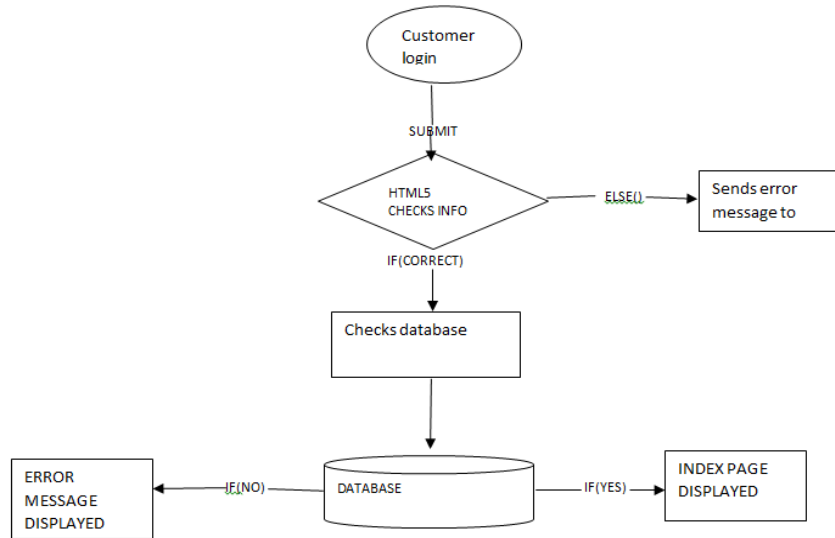 Customer
login
SUBMIT
HTML5
CHECKS INFO
ELSE()
Sends error
message to
IF(CORRECT)
Checks database
ERROR
MESSAGE
DISPLAYED
IF(NO)
DATABASE
IF(YES)
INDEX PAGE
DISPLAYED